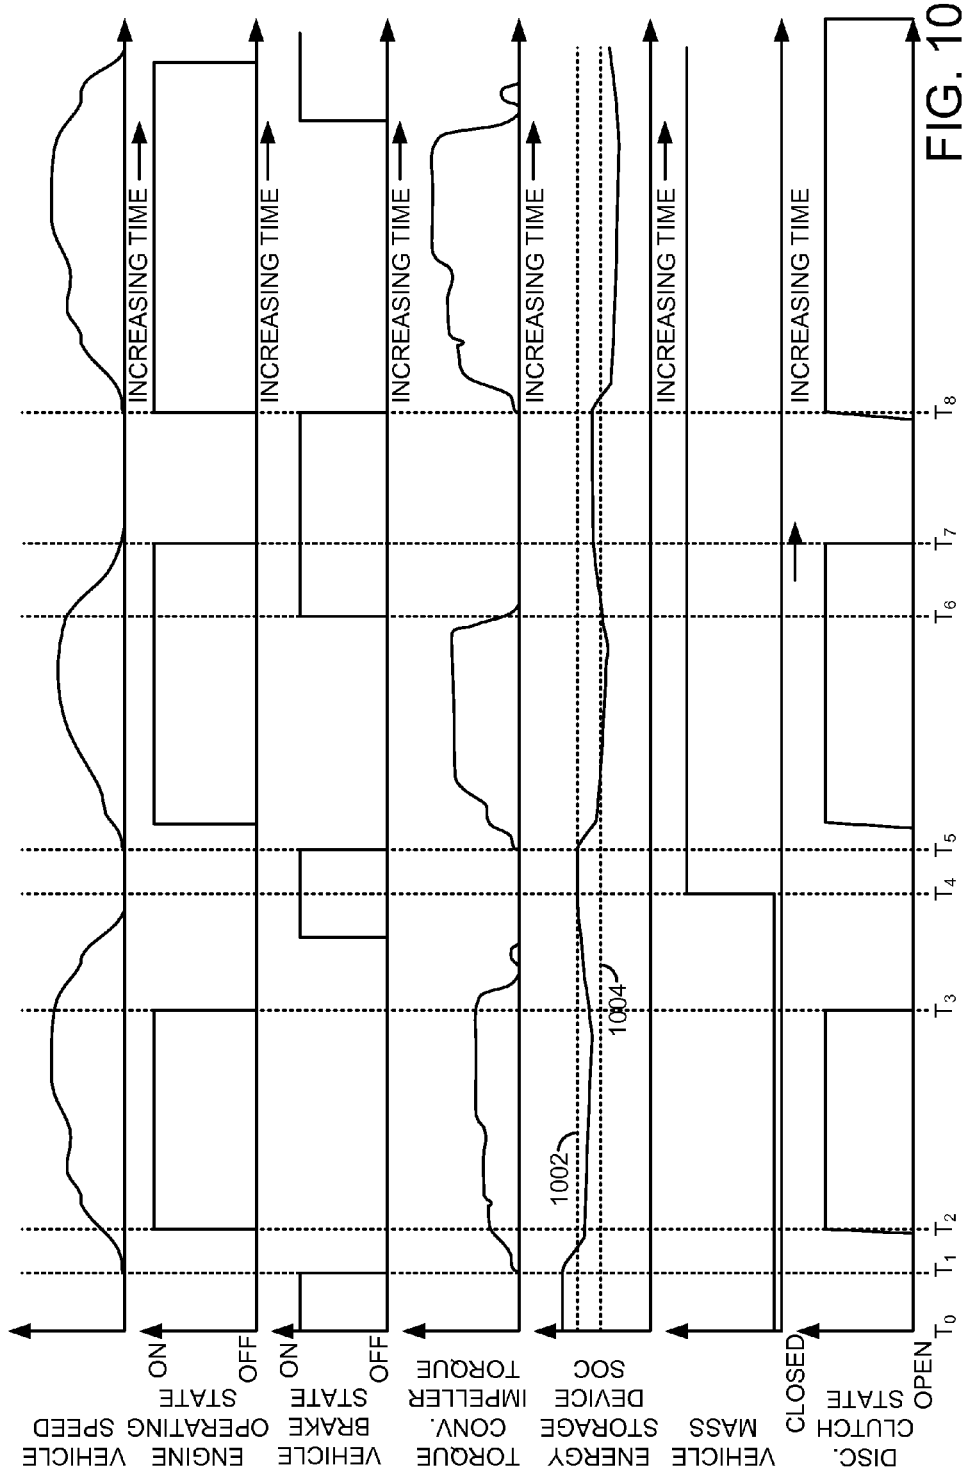 VEHICLE
SPEED
INCREASING TIME
ENGINE
OPERATING
STATE
ON
OFF
INCREASING TIME
VEHICLE
BRAKE
STATE
ON
OFF
INCREASING TIME
TORQUE
CONV.
IMPELLER
TORQUE
INCREASING TIME
ENERGY
STORAGE
DEVICE
SOC
1002
1004
INCREASING TIME
VEHICLE
MASS
INCREASING TIME
DISC.
CLUTCH
STATE
CLOSED
OPEN
T0 T1 T2 T3 T4 T5 T6 T7 T8
FIG. 10